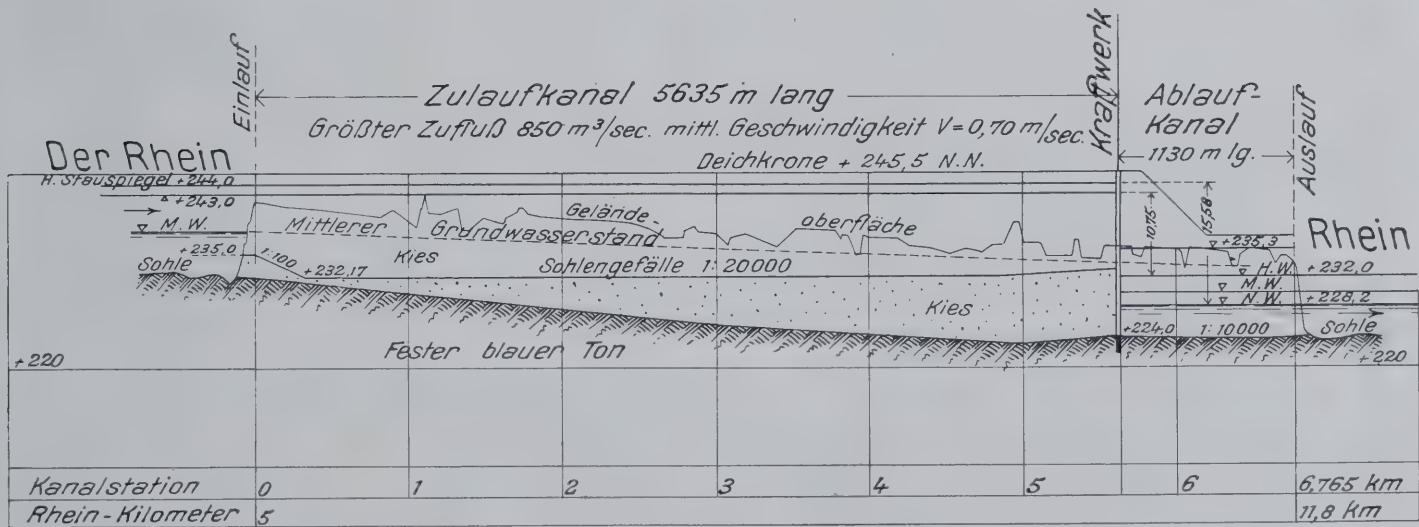 Einlauf
Zulaufkanal 5635 m lang
Größter Zufluß 850 m³/sec. mittl. Geschwindigkeit V = 0,70 m/sec.
Deichkrone + 245,5 N.N.
Kraftwerk
Ablauf-
Kanal
1130 m lg.
Auslauf
Der Rhein
H. Stauspiegel +244,0
+243,0
M.W.
+235,0
Sohle
1:100
+232,17
Mittlerer Grundwasserstand
Gelände-oberfläche
Kies
Sohlengefälle 1:20000
Kies
Fester blauer Ton
10,75
15,58
+235,3
Rhein
H.W.
+232,0
M.W.
N.W.
+228,2
+224,0
1:10000
Sohle
+220
+220
Kanalstation 0 1 2 3 4 5 6 6,765 km
Rhein-Kilometer 5 11,8 km